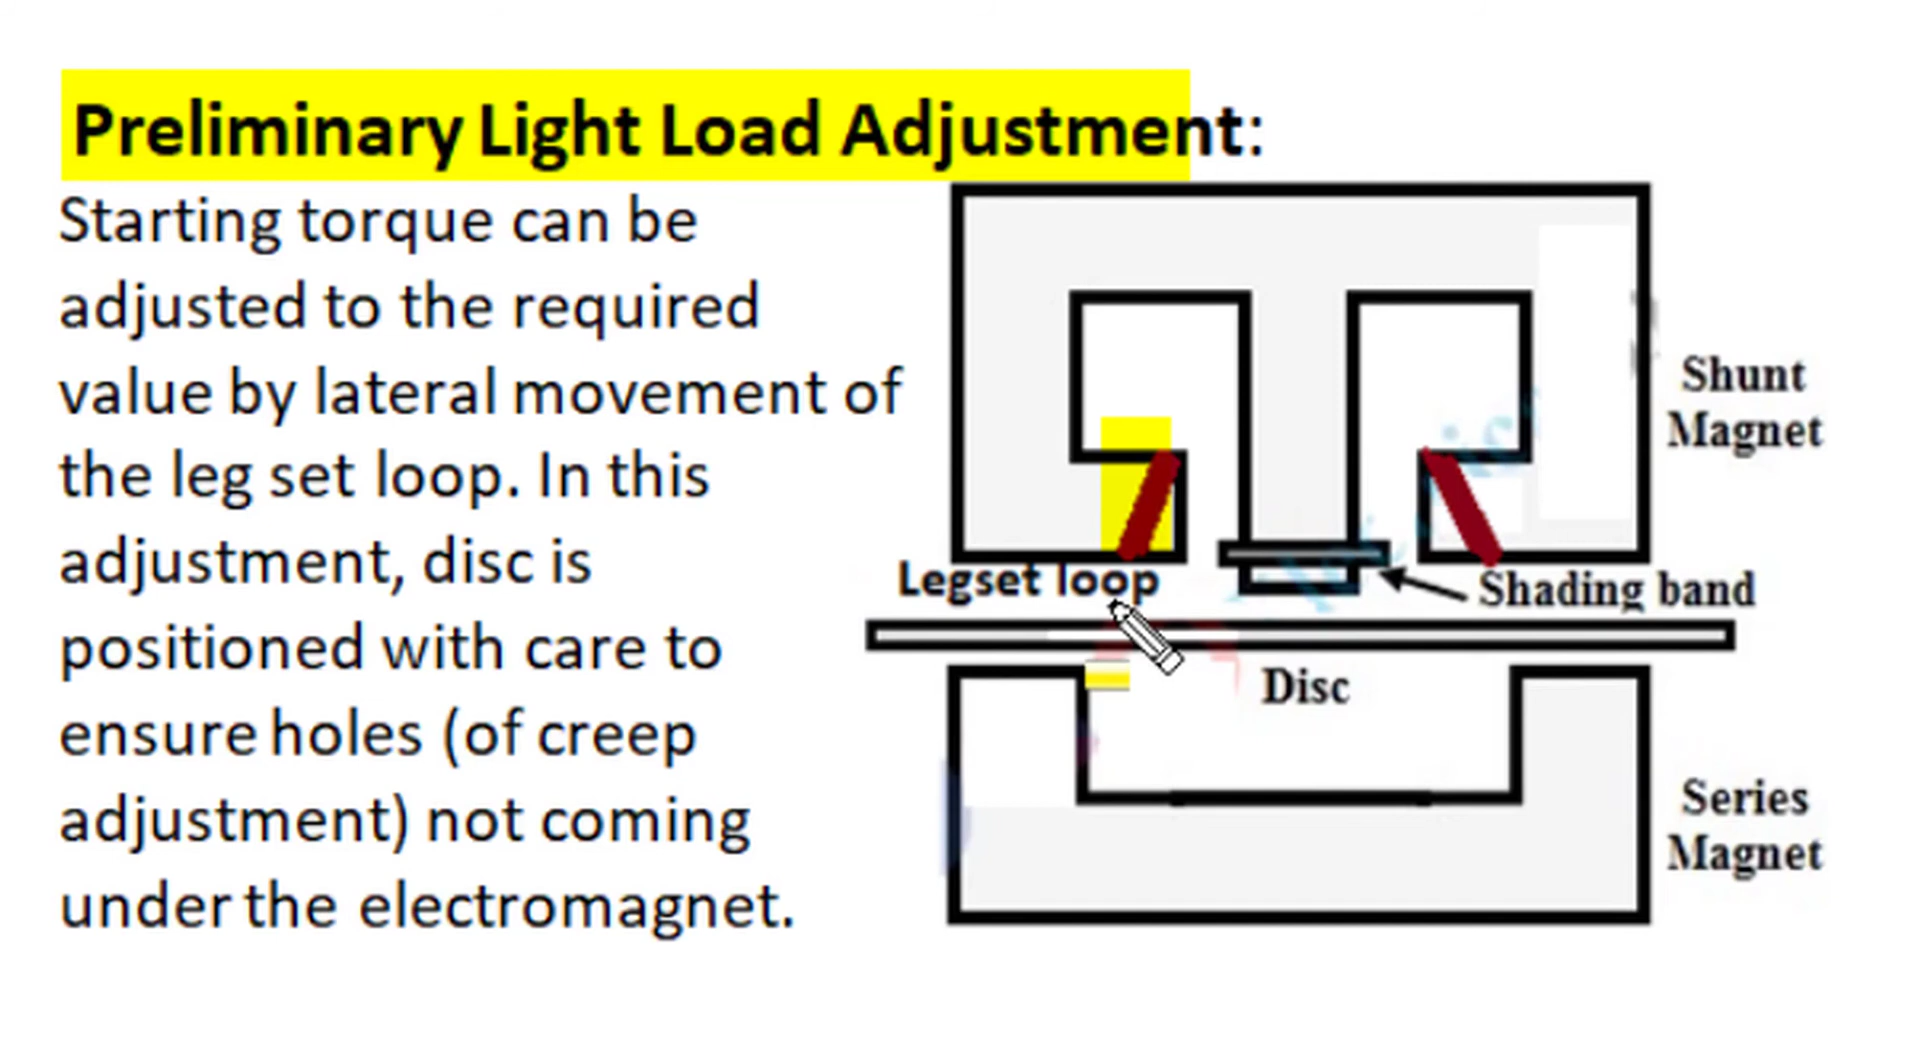 Preliminary Light Load Adjustment:
Starting torque can be
adjusted to the required
value by lateral movement of
the leg set loop. In this
adjustment, disc is
positioned with care to
ensure holes (of creep
adjustment) not coming
under the electromagnet.
Shunt
Magnet
Legset loop
Shading band
Disc
Series
Magnet